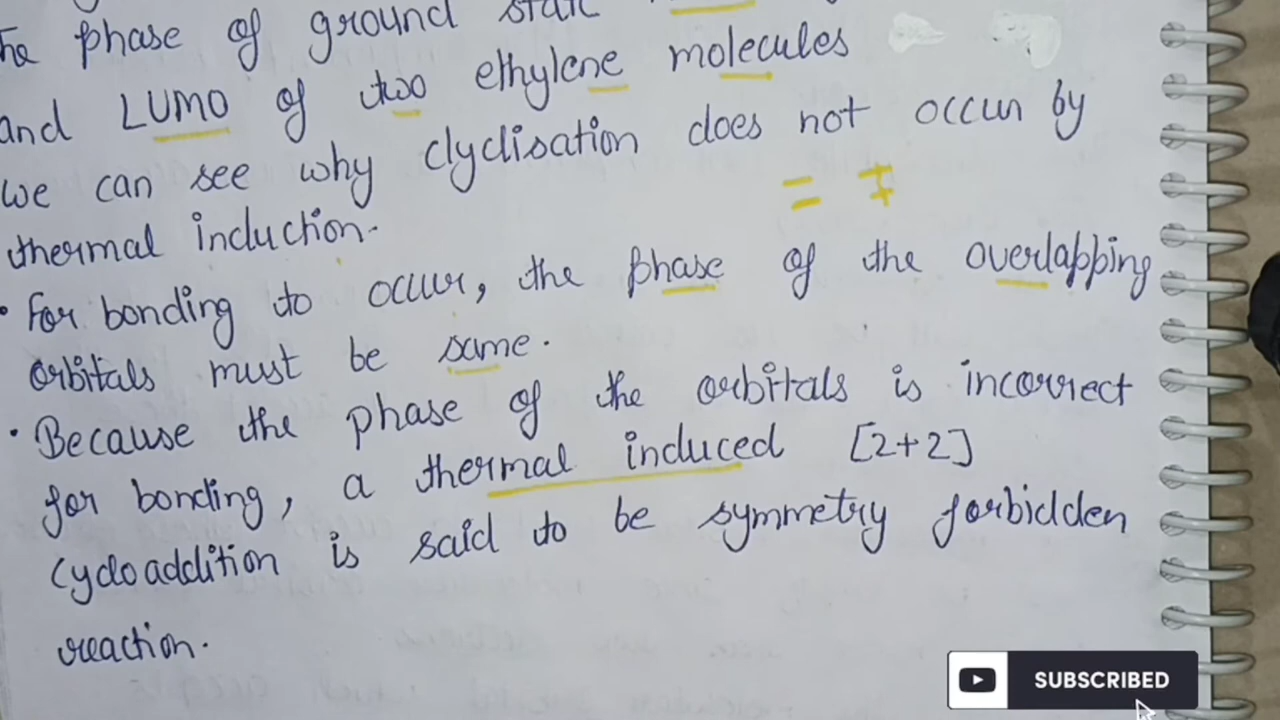 The phase of ground state
and LUMO of two ethylene molecules
we can see why clyclisation does not occur by
thermal induction.
• For bonding to occur, the phase of the overlapping
orbitals must be same.
• Because the phase of the orbitals is incorrect
for bonding, a thermal induced [2+2]
Cycloaddition is said to be symmetry forbidden
reaction.
SUBSCRIBED